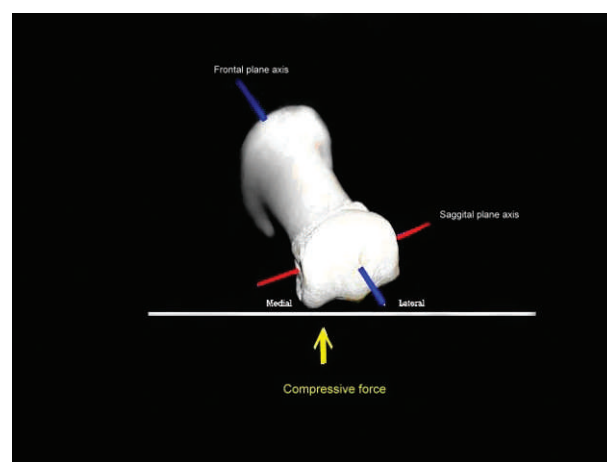 Frontal plane axis
Saggital plane axis
Medial
Lateral
Compressive force